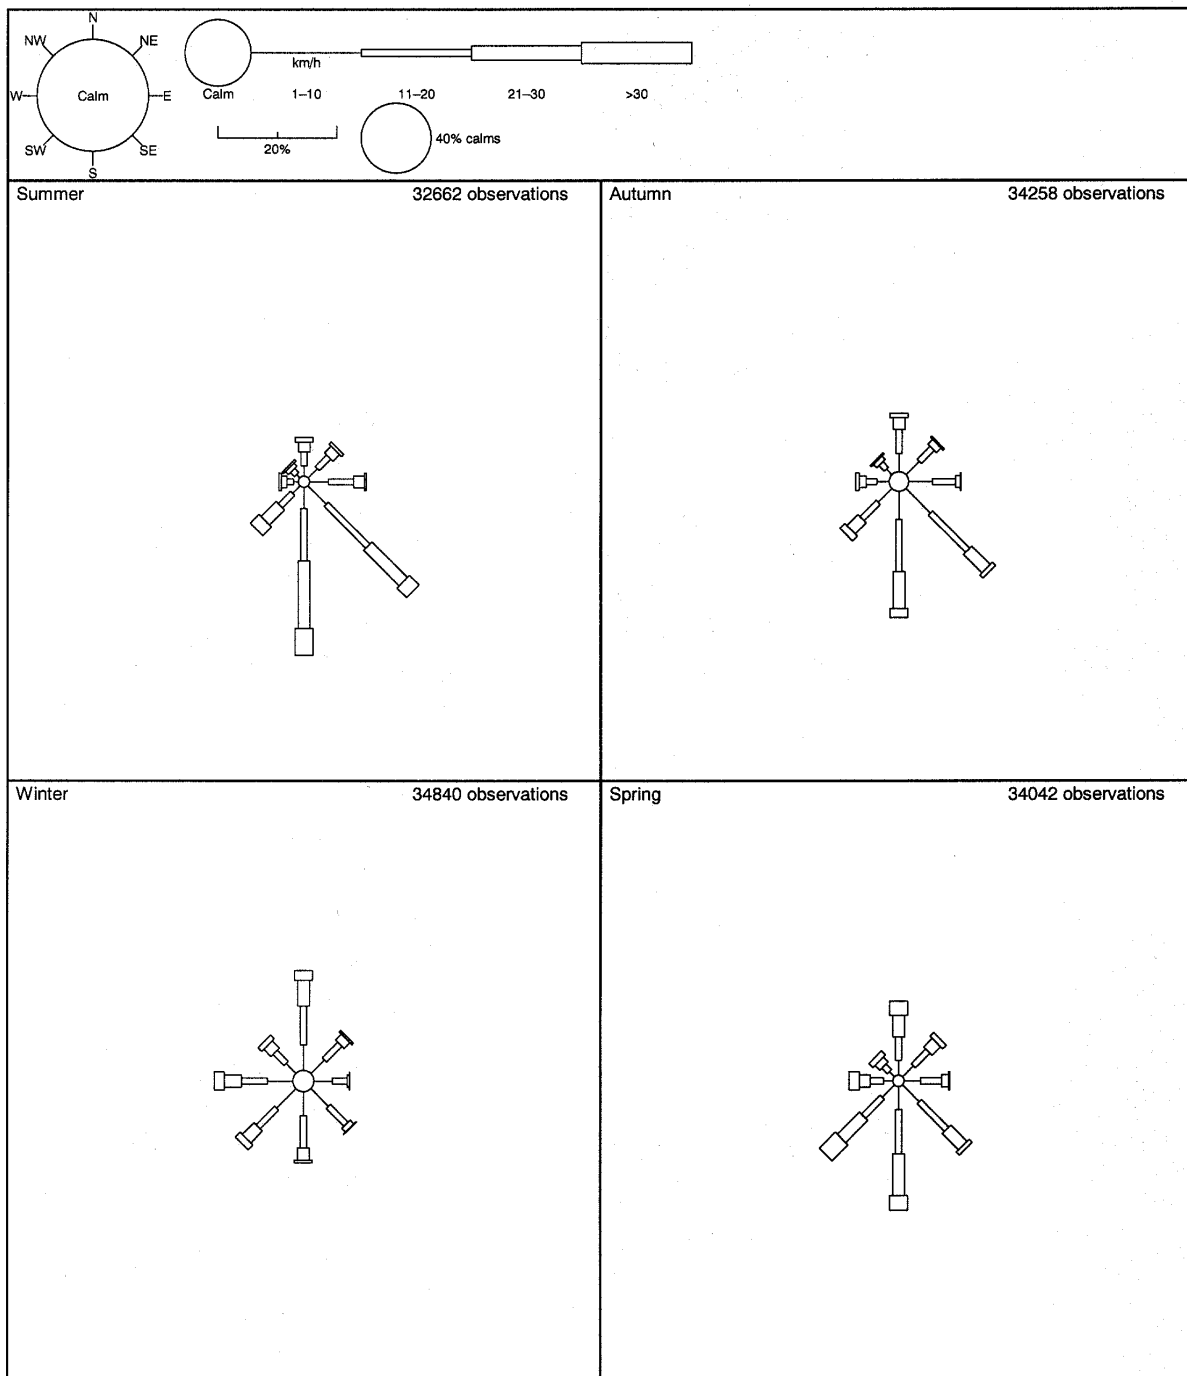 N
NW NE
W Calm E
SW SE
S
km/h
Calm 1–10 11–20 21–30 >30
20%
40% calms
Summer 32662 observations
Autumn 34258 observations
Winter 34840 observations
Spring 34042 observations